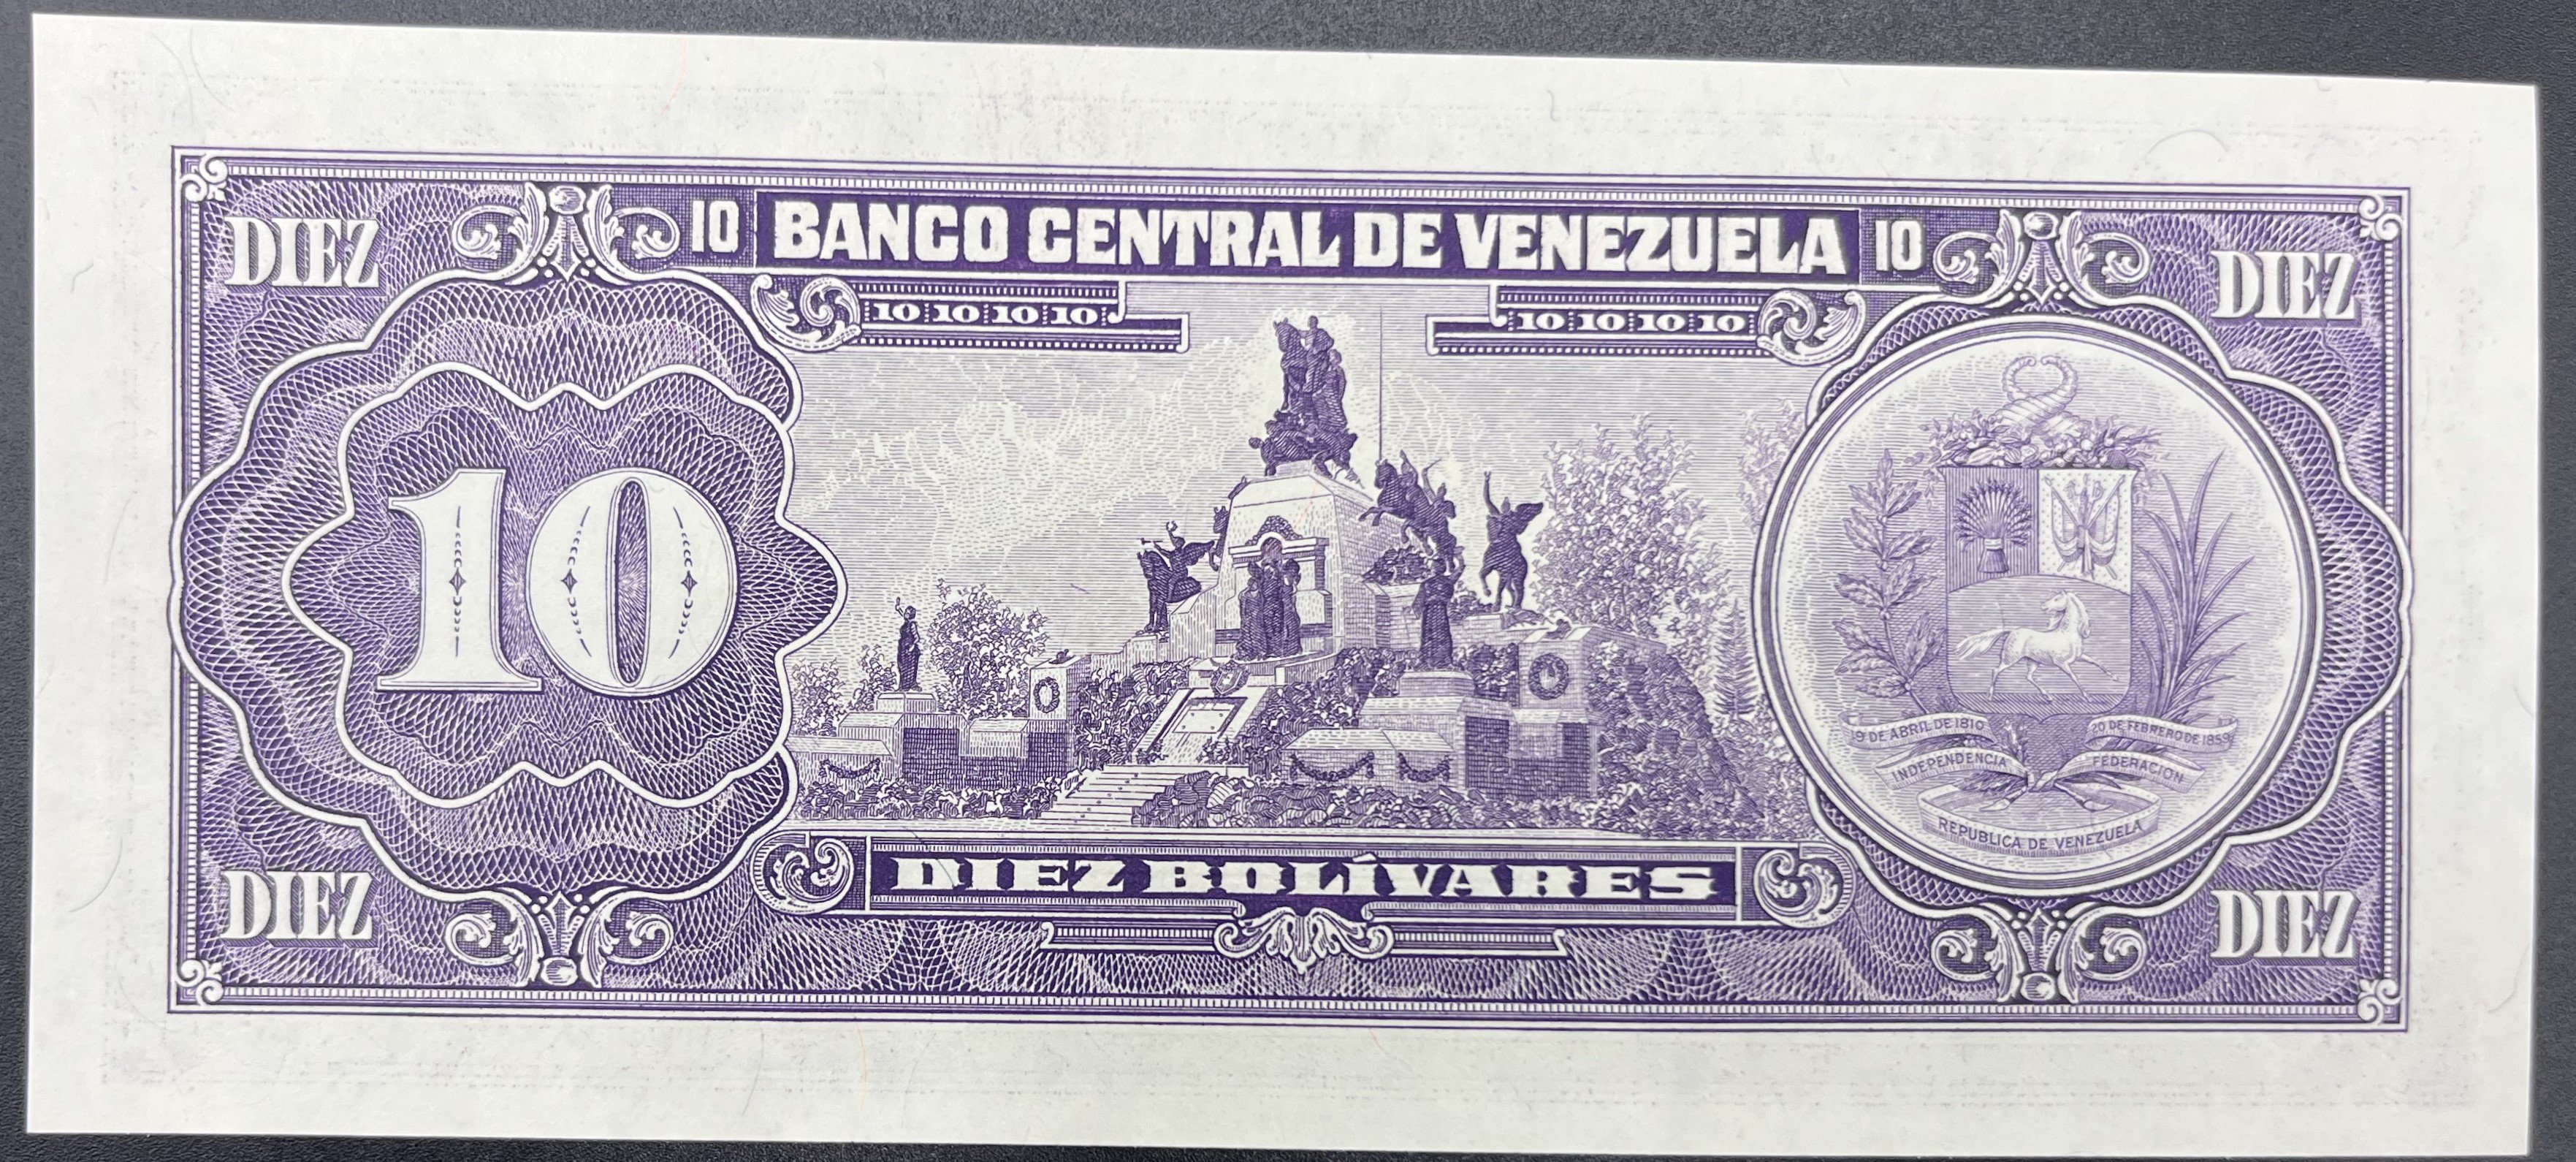 10 BANCO CENTRAL DE VENEZUELA 10
DIEZ DIEZ
10 10 10 10 10 10 10 10
10
19 DE ABRIL DE 1810 20 DE FEBRERO DE 1859
INDEPENDENCIA FEDERACION
REPUBLICA DE VENEZUELA
DIEZ BOLÍVARES
DIEZ DIEZ